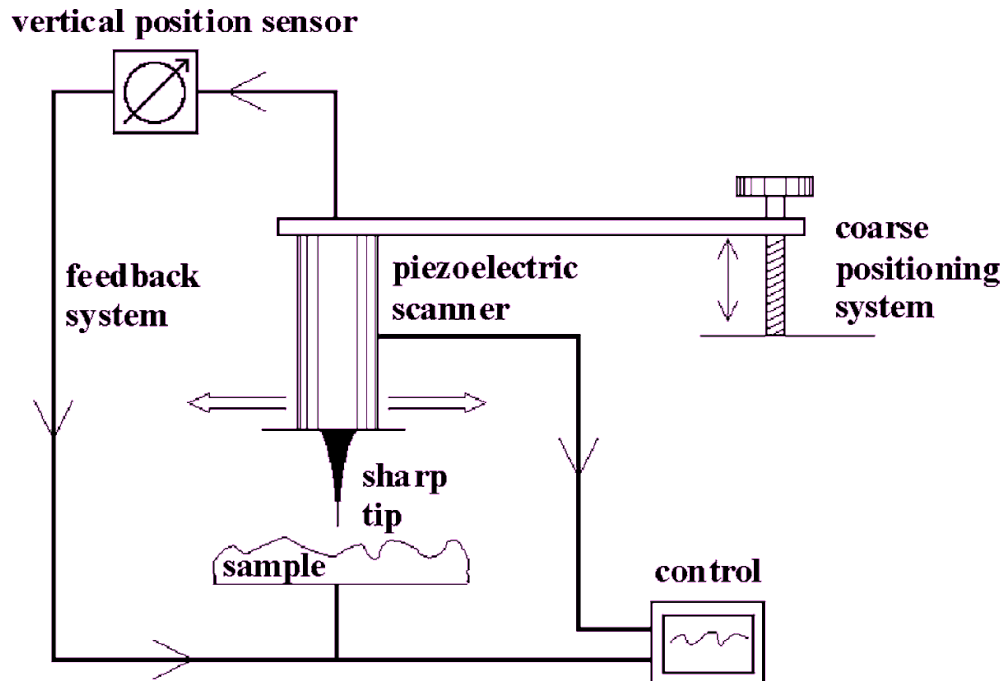 vertical position sensor
feedback
system
piezoelectric
scanner
coarse
positioning
system
sharp
tip
sample
control